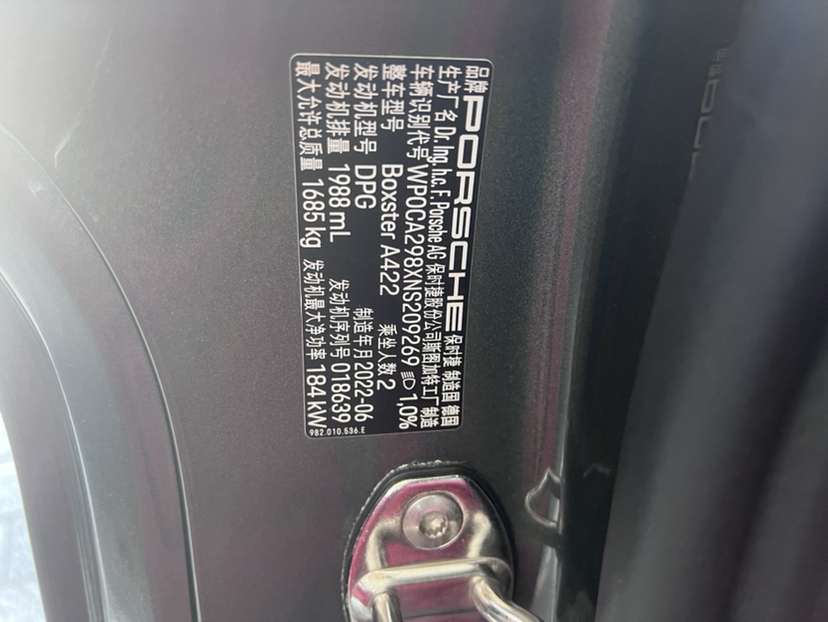 品牌 PORSCHE 保时捷 制造国 德国
生产厂名 Dr. Ing. h.c. F. Porsche AG 保时捷股份公司斯图加特工厂制造
车辆识别代号 WP0CA298XNS209269 1,0%
整车型号 Boxster A422 乘坐人数 2
发动机型号 DPG 制造年月 2022-06
发动机排量 1988 mL 发动机序列号 018639
最大允许总质量 1685 kg 发动机最大净功率 184 kW
982.010.536.E